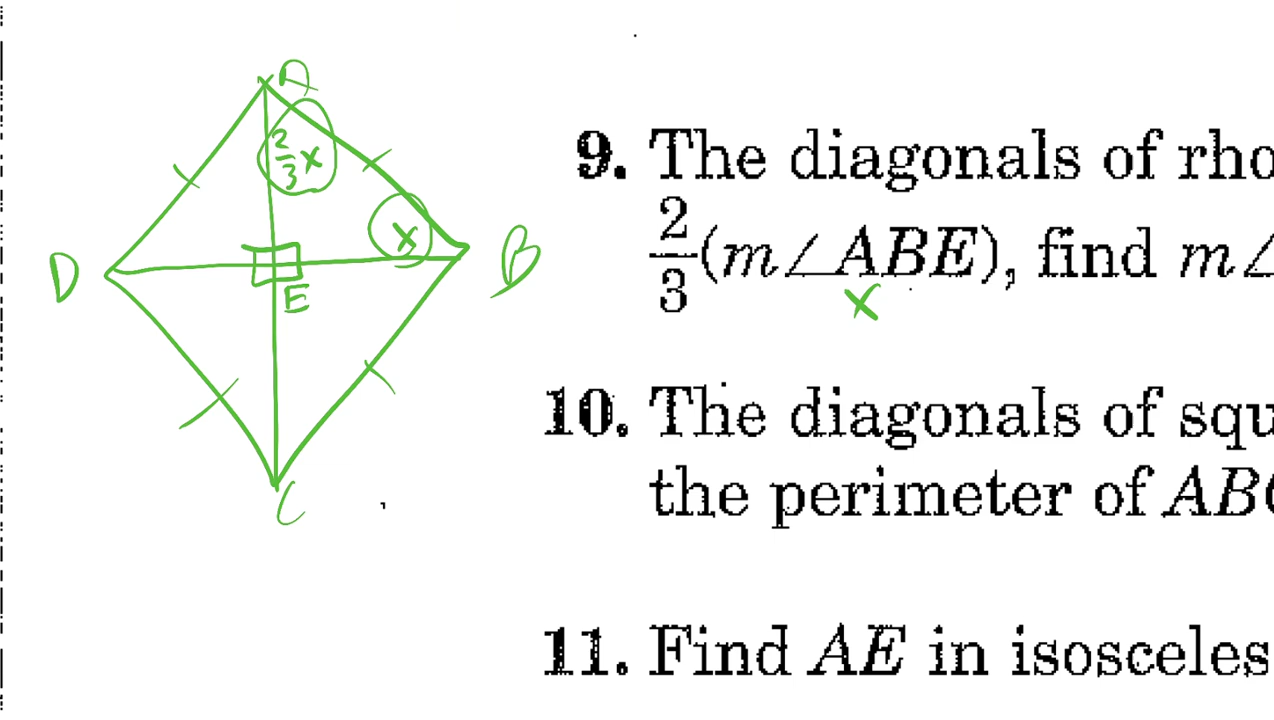 A
2/3 x
x
D
B
E
C
9. The diagonals of rho
2/3(m∠ABE), find m∠
x
10. The diagonals of squ
the perimeter of AB
11. Find AE in isosceles